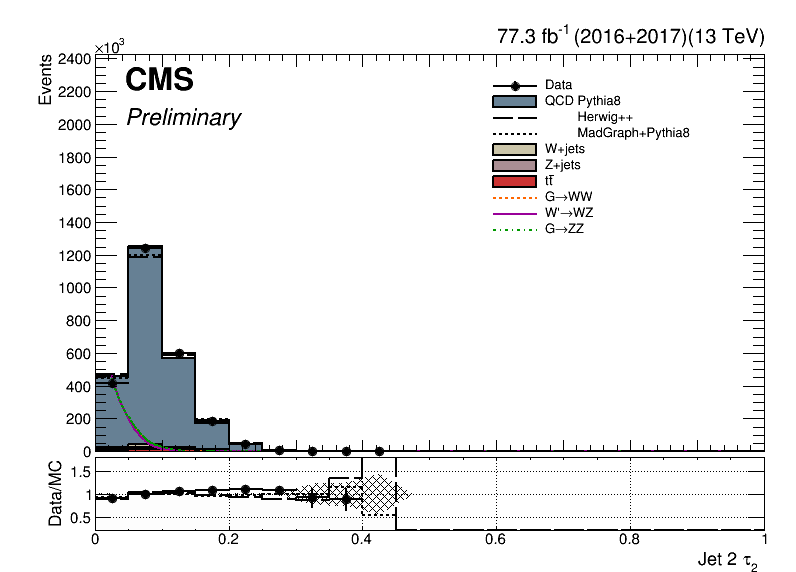 77.3 fb-1 (2016+2017)(13 TeV)
×10³
Events
CMS
Preliminary
Data
QCD Pythia8
Herwig++
MadGraph+Pythia8
W+jets
Z+jets
tt̄
G→WW
W'→WZ
G→ZZ
2400
2200
2000
1800
1600
1400
1200
1000
800
600
400
200
0
Data/MC
1.5
1
0.5
0 0.2 0.4 0.6 0.8 1
Jet 2 τ2